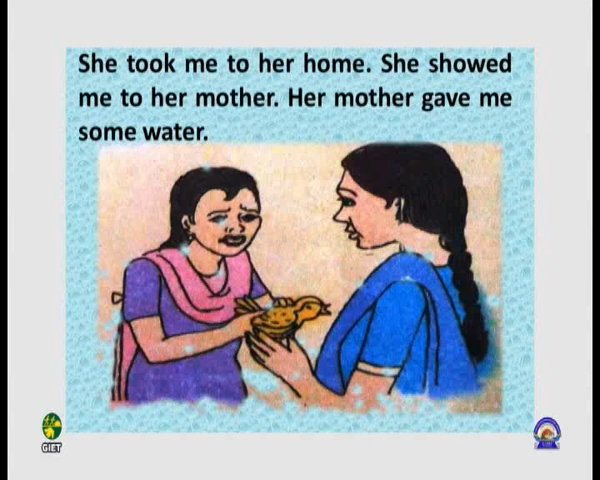 She took me to her home. She showed
me to her mother. Her mother gave me
some water.
GIET